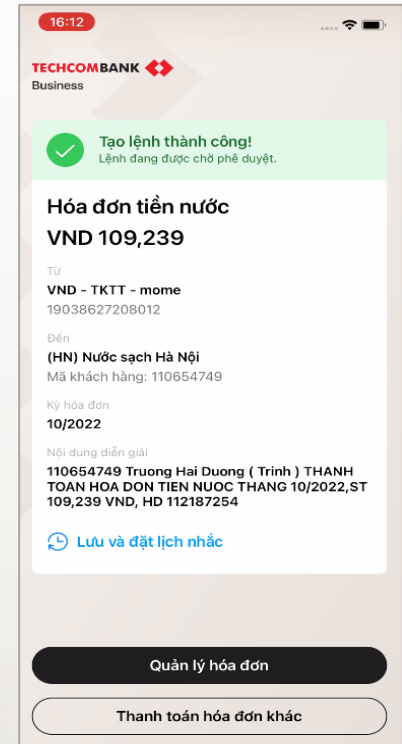 16:12
TECHCOMBANK
Business
Tạo lệnh thành công!
Lệnh đang được chờ phê duyệt.
Hóa đơn tiền nước
VND 109,239
Từ
VND - TKTT - mome
19038627208012
Đến
(HN) Nước sạch Hà Nội
Mã khách hàng: 110654749
Kỳ hóa đơn
10/2022
Nội dung diễn giải
110654749 Truong Hai Duong ( Trinh ) THANH
TOAN HOA DON TIEN NUOC THANG 10/2022,ST
109,239 VND, HD 112187254
Lưu và đặt lịch nhắc
Quản lý hóa đơn
Thanh toán hóa đơn khác